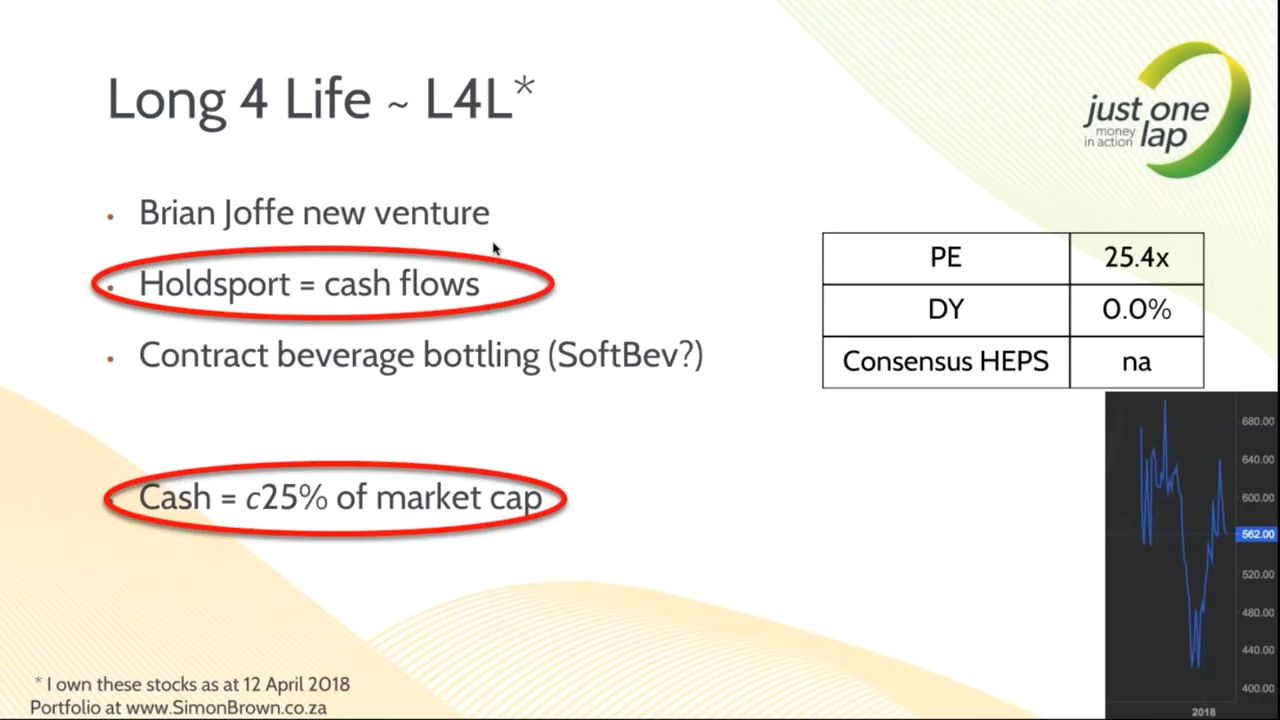 Long 4 Life ~ L4L*
just one
money
in action lap
• Brian Joffe new venture
• Holdsport = cash flows
• Contract beverage bottling (SoftBev?)
• Cash = c25% of market cap
PE 25.4x
DY 0.0%
Consensus HEPS na
680.00
640.00
600.00
562.00
520.00
480.00
440.00
400.00
2018
* I own these stocks as at 12 April 2018
Portfolio at www.SimonBrown.co.za